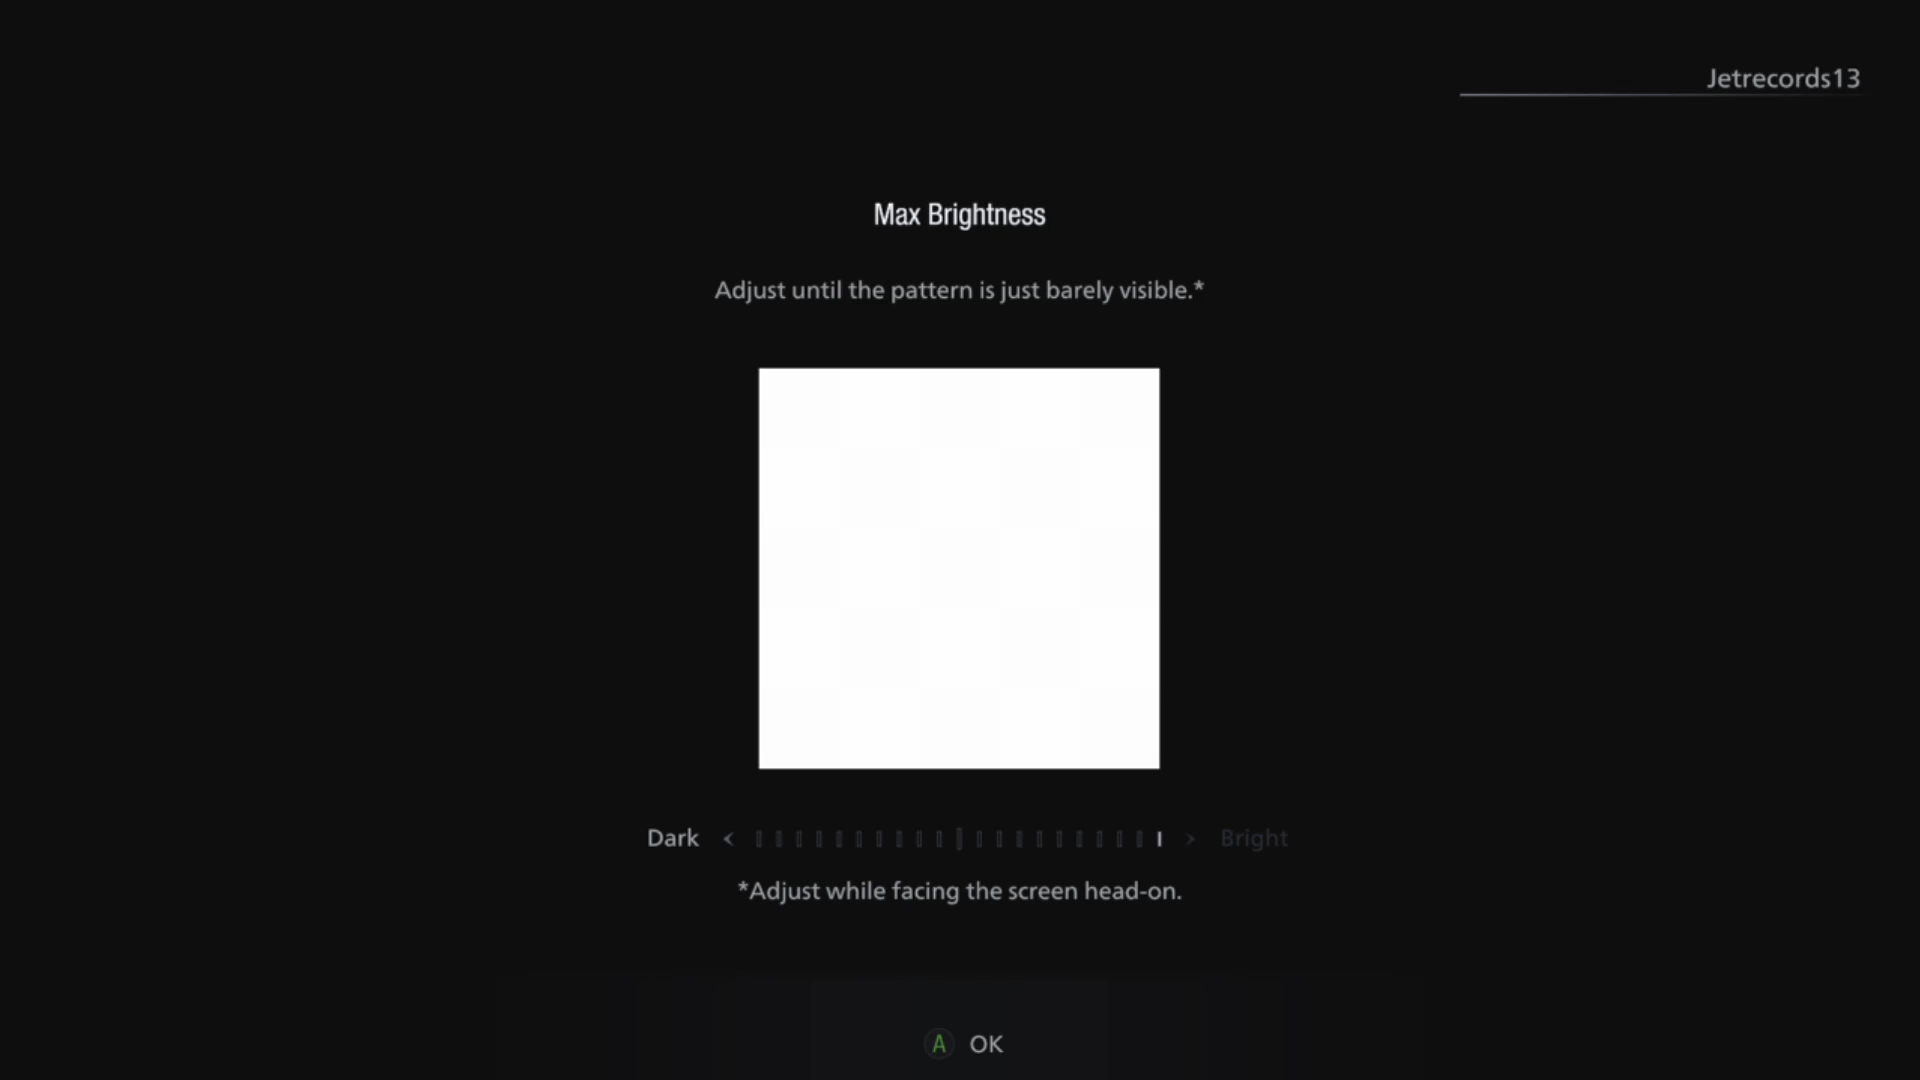 Jetrecords13
Max Brightness
Adjust until the pattern is just barely visible.*
Dark < > Bright
*Adjust while facing the screen head-on.
A OK